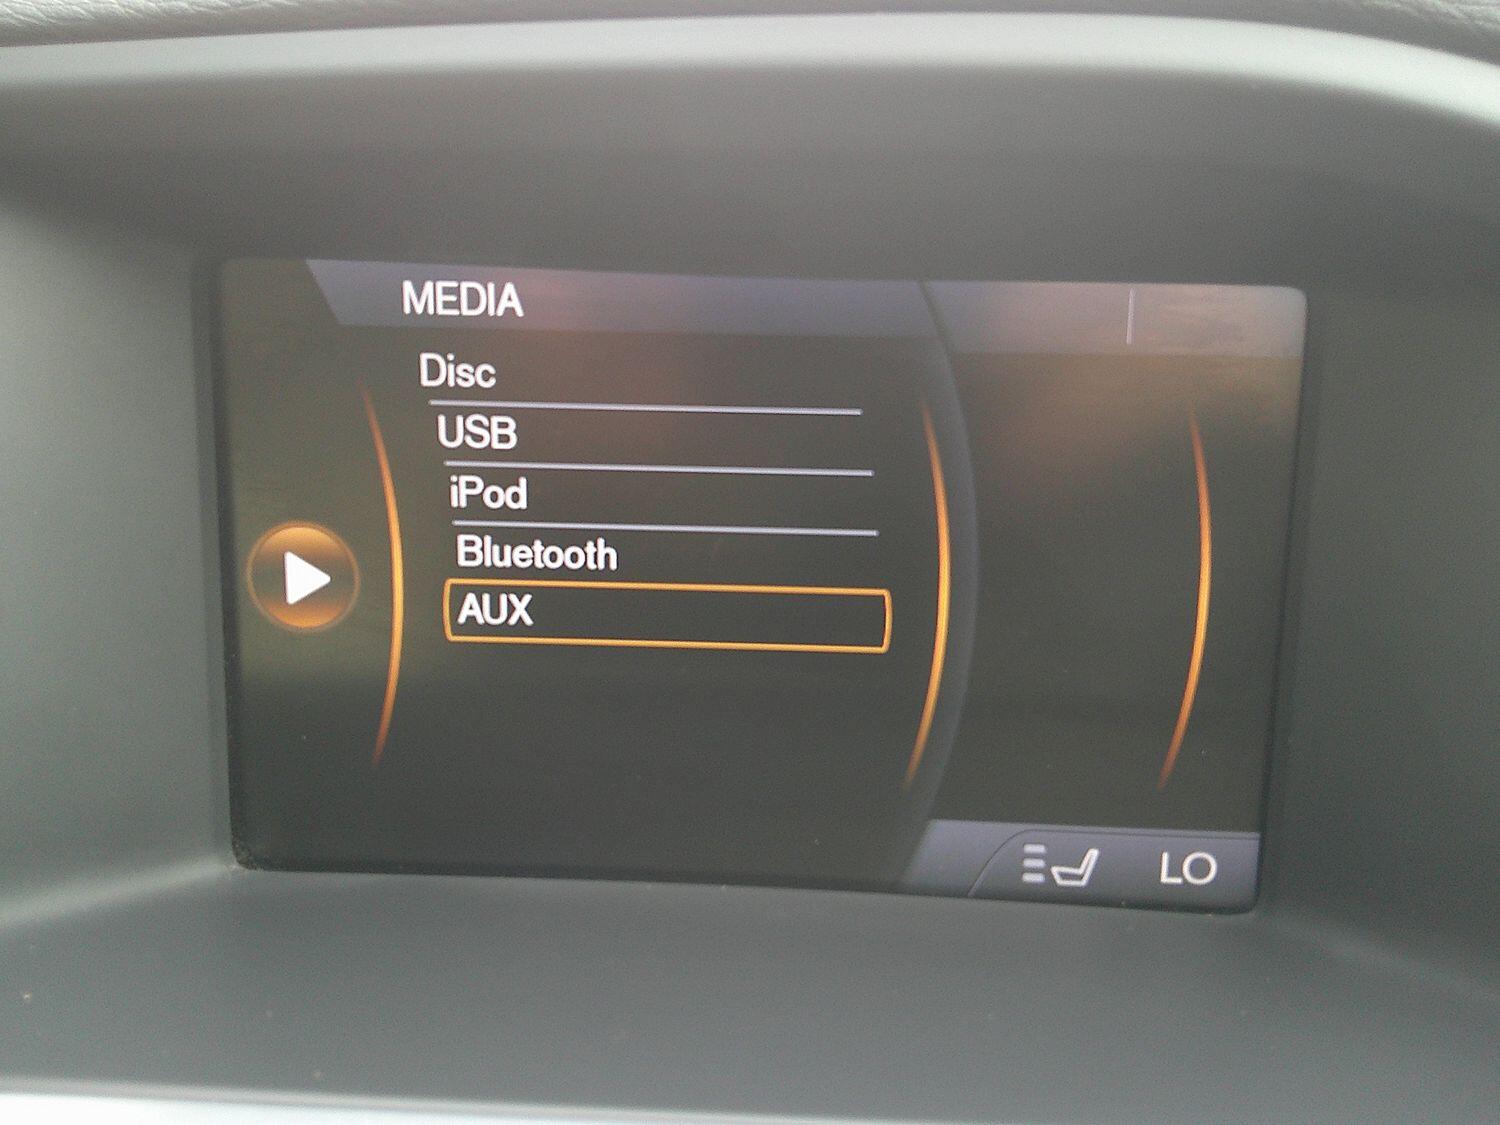 MEDIA
Disc
USB
iPod
Bluetooth
AUX
LO